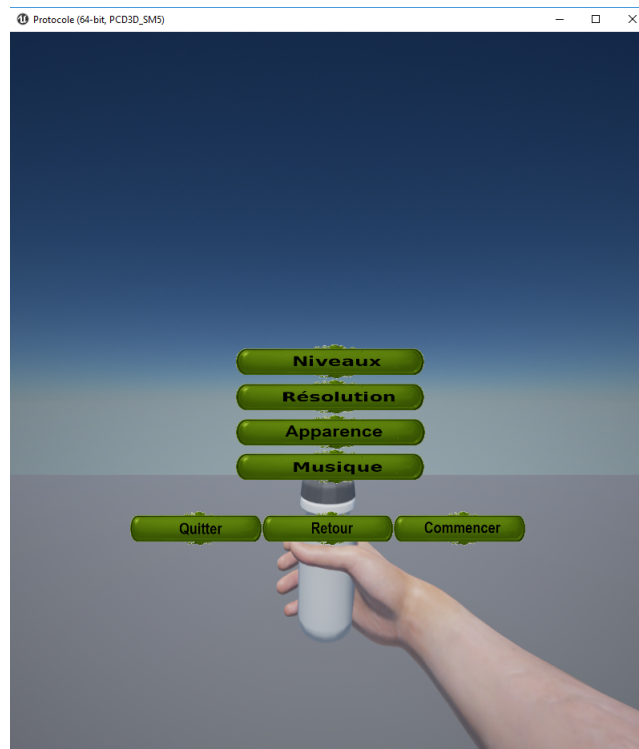 Protocole (64-bit, PCD3D_SM5)
Niveaux
Résolution
Apparence
Musique
Quitter Retour Commencer